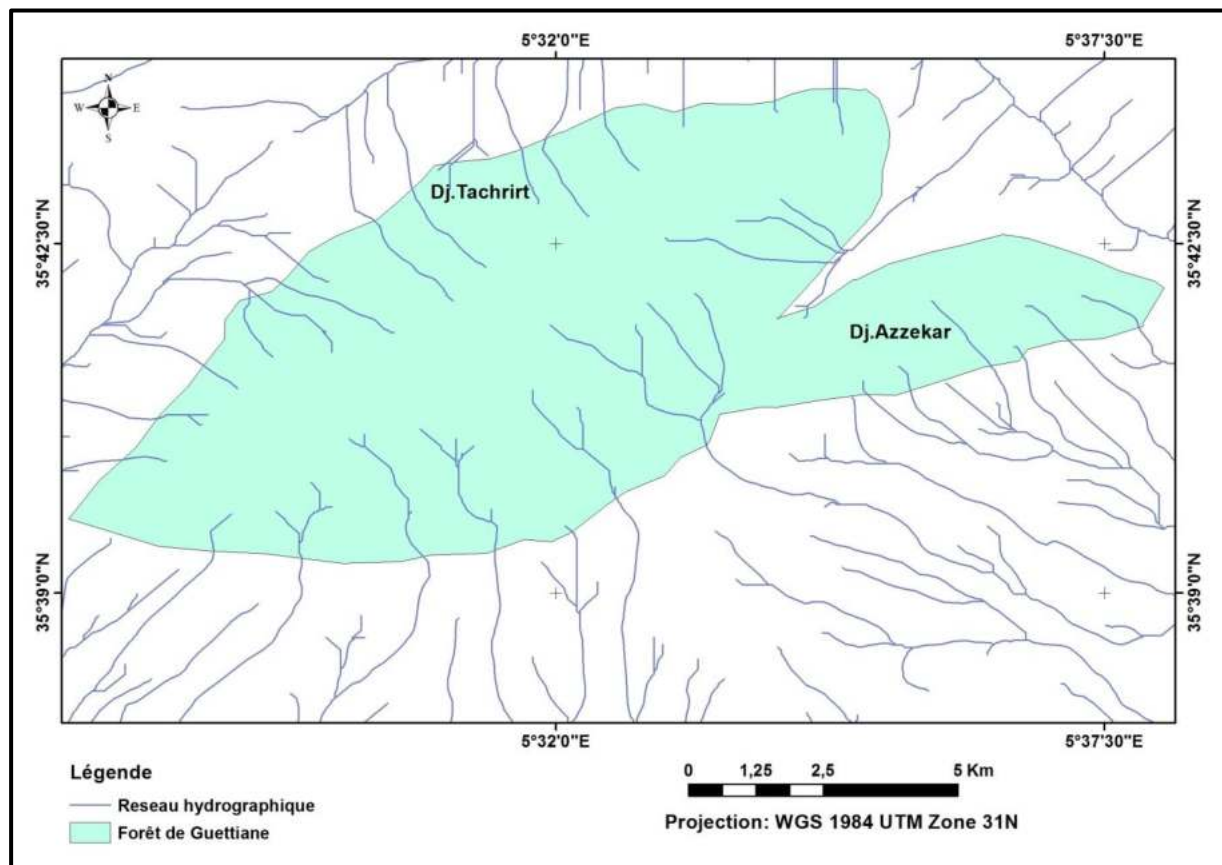 5°32'0"E
5°37'30"E
N
W
E
S
Dj.Tachrirt
35°42'30"N
35°42'30"N
Dj.Azzekar
35°39'0"N
35°39'0"N
5°32'0"E
5°37'30"E
Légende
Reseau hydrographique
Forêt de Guettiane
0 1,25 2,5 5 Km
Projection: WGS 1984 UTM Zone 31N